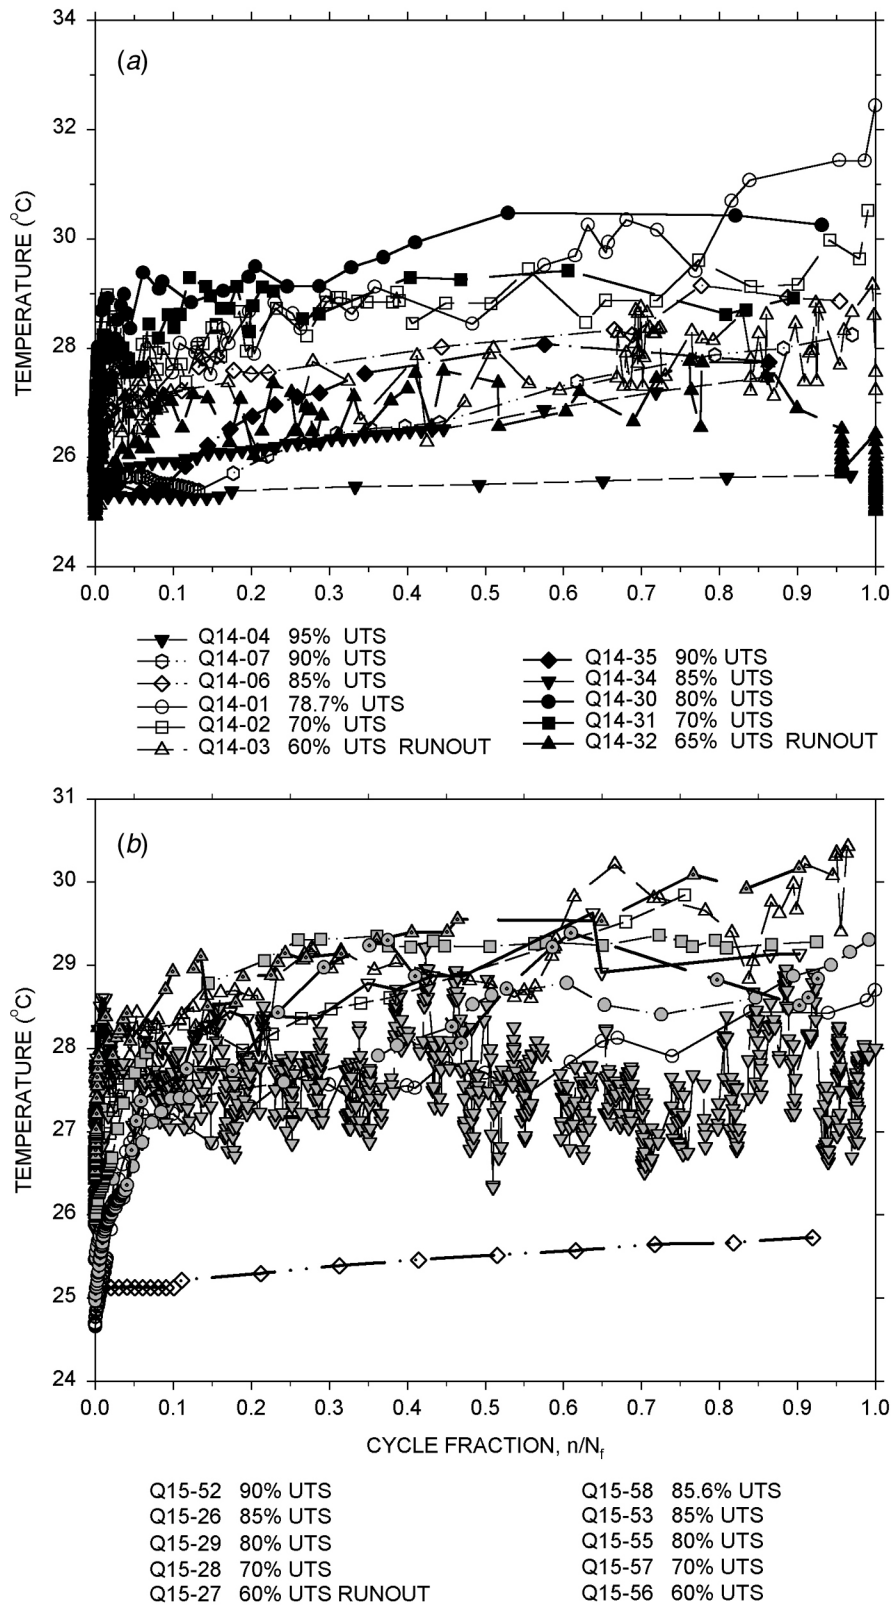 (a)
TEMPERATURE (°C)
34
32
30
28
26
24
0.0 0.1 0.2 0.3 0.4 0.5 0.6 0.7 0.8 0.9 1.0
Q14-04 95% UTS
Q14-07 90% UTS
Q14-06 85% UTS
Q14-01 78.7% UTS
Q14-02 70% UTS
Q14-03 60% UTS RUNOUT
Q14-35 90% UTS
Q14-34 85% UTS
Q14-30 80% UTS
Q14-31 70% UTS
Q14-32 65% UTS RUNOUT
(b)
TEMPERATURE (°C)
31
30
29
28
27
26
25
24
0.0 0.1 0.2 0.3 0.4 0.5 0.6 0.7 0.8 0.9 1.0
CYCLE FRACTION, n/Nf
Q15-52 90% UTS
Q15-26 85% UTS
Q15-29 80% UTS
Q15-28 70% UTS
Q15-27 60% UTS RUNOUT
Q15-58 85.6% UTS
Q15-53 85% UTS
Q15-55 80% UTS
Q15-57 70% UTS
Q15-56 60% UTS